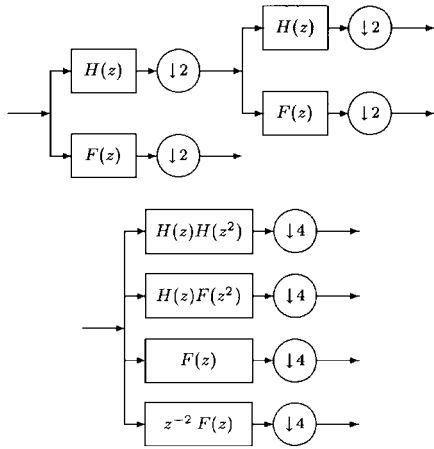 H(z) ↓2
H(z) ↓2
F(z) ↓2
F(z) ↓2
H(z)H(z²) ↓4
H(z)F(z²) ↓4
F(z) ↓4
z⁻² F(z) ↓4